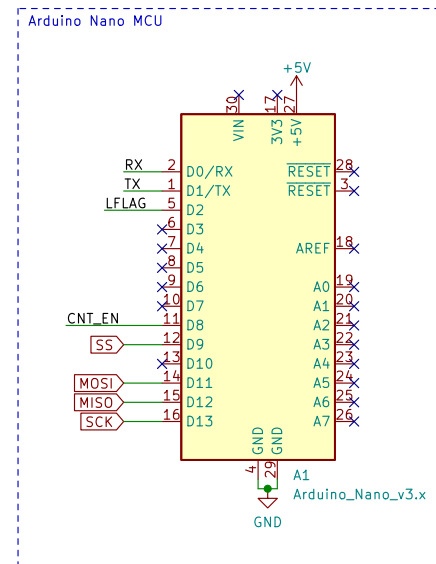 Arduino Nano MCU
+5V
30
17
27
VIN
3V3
+5V
RX 2 D0/RX RESET 28
TX 1 D1/TX RESET 3
LFLAG 5 D2
6 D3
7 D4 AREF 18
8 D5
9 D6 A0 19
10 D7 A1 20
CNT_EN 11 D8 A2 21
SS 12 D9 A3 22
13 D10 A4 23
MOSI 14 D11 A5 24
MISO 15 D12 A6 25
SCK 16 D13 A7 26
GND
GND
4
29
A1
Arduino_Nano_v3.x
GND